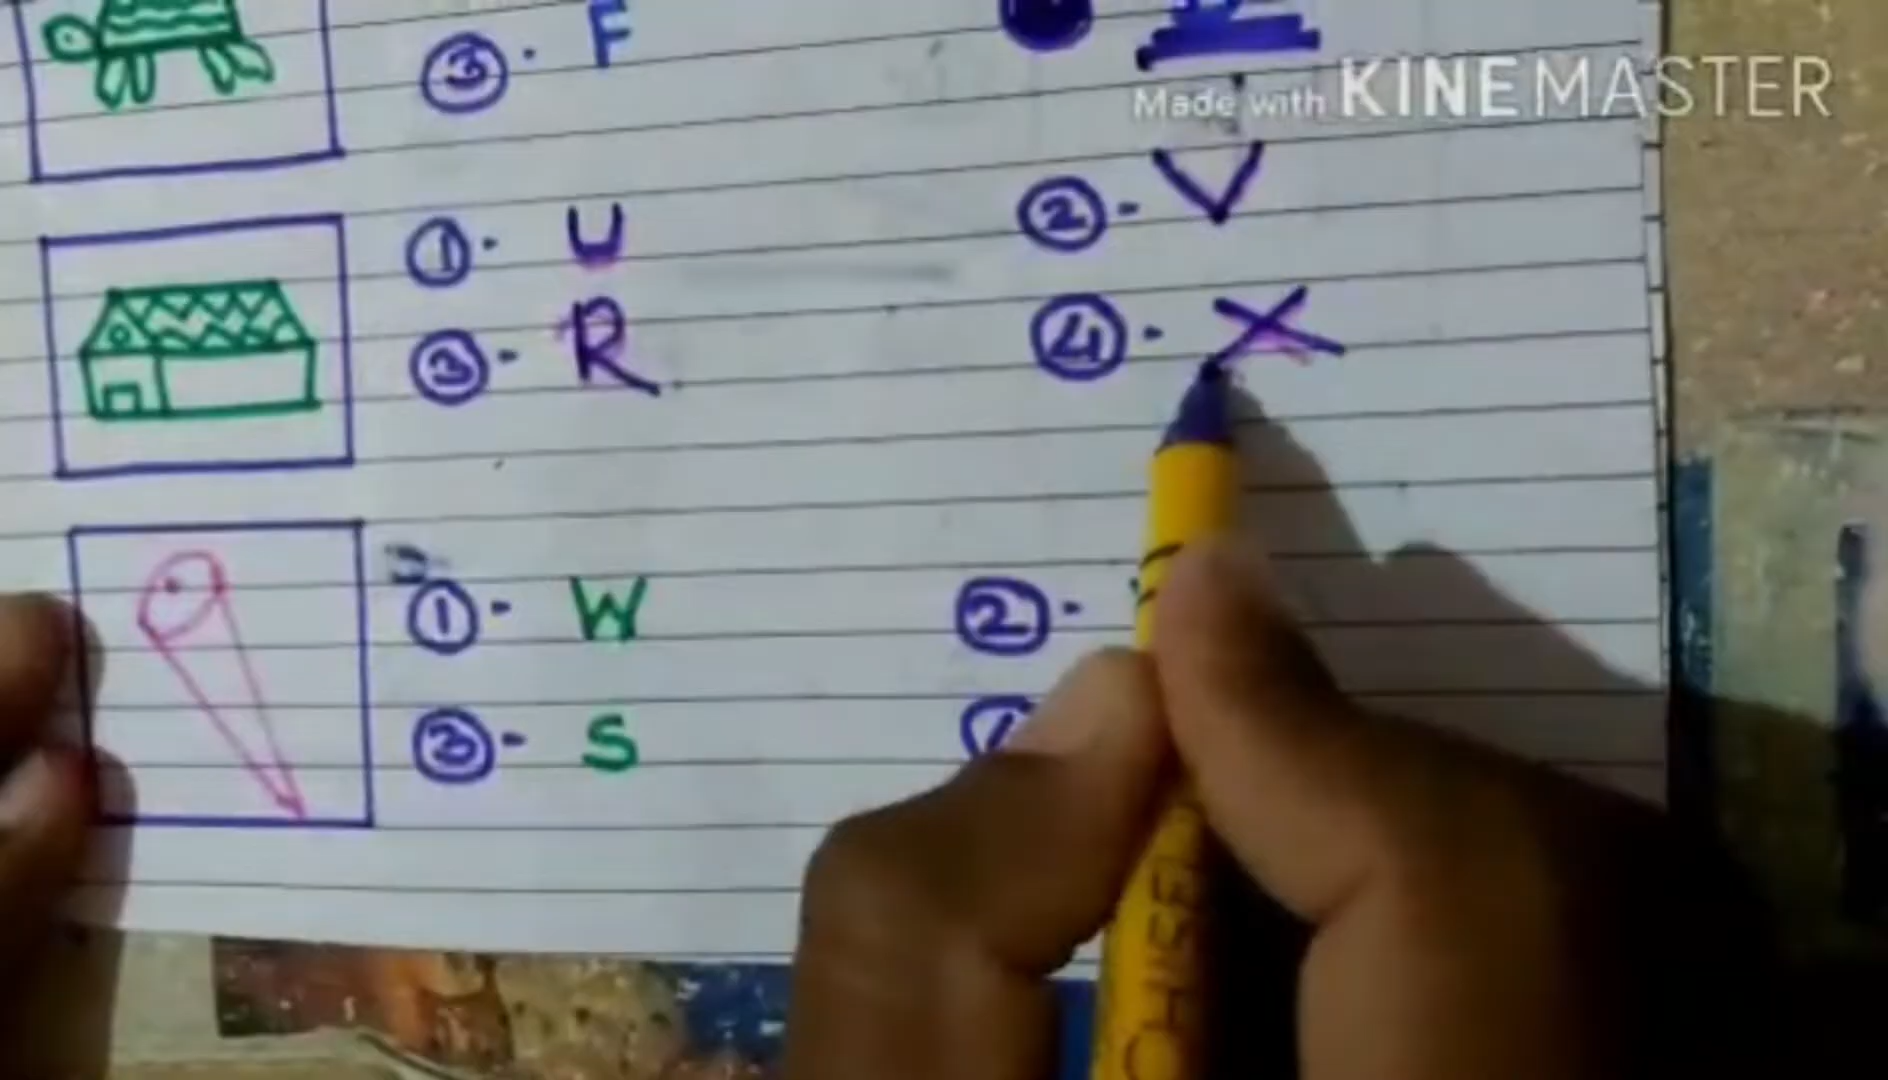 ③· F
Made with KINEMASTER
①· U ②- V
③- R ④- X
①- W ②-
③- S